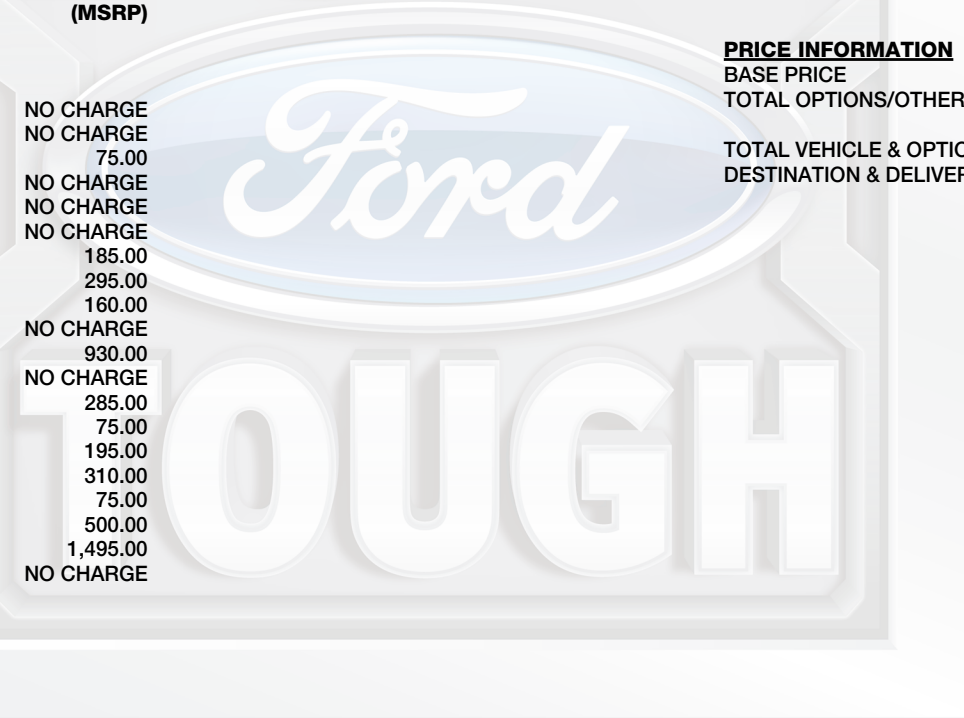 (MSRP)
NO CHARGE
NO CHARGE
75.00
NO CHARGE
NO CHARGE
NO CHARGE
185.00
295.00
160.00
NO CHARGE
930.00
NO CHARGE
285.00
75.00
195.00
310.00
75.00
500.00
1,495.00
NO CHARGE
PRICE INFORMATION
BASE PRICE
TOTAL OPTIONS/OTHER
TOTAL VEHICLE & OPTIO
DESTINATION & DELIVER
Ford
TOUGH